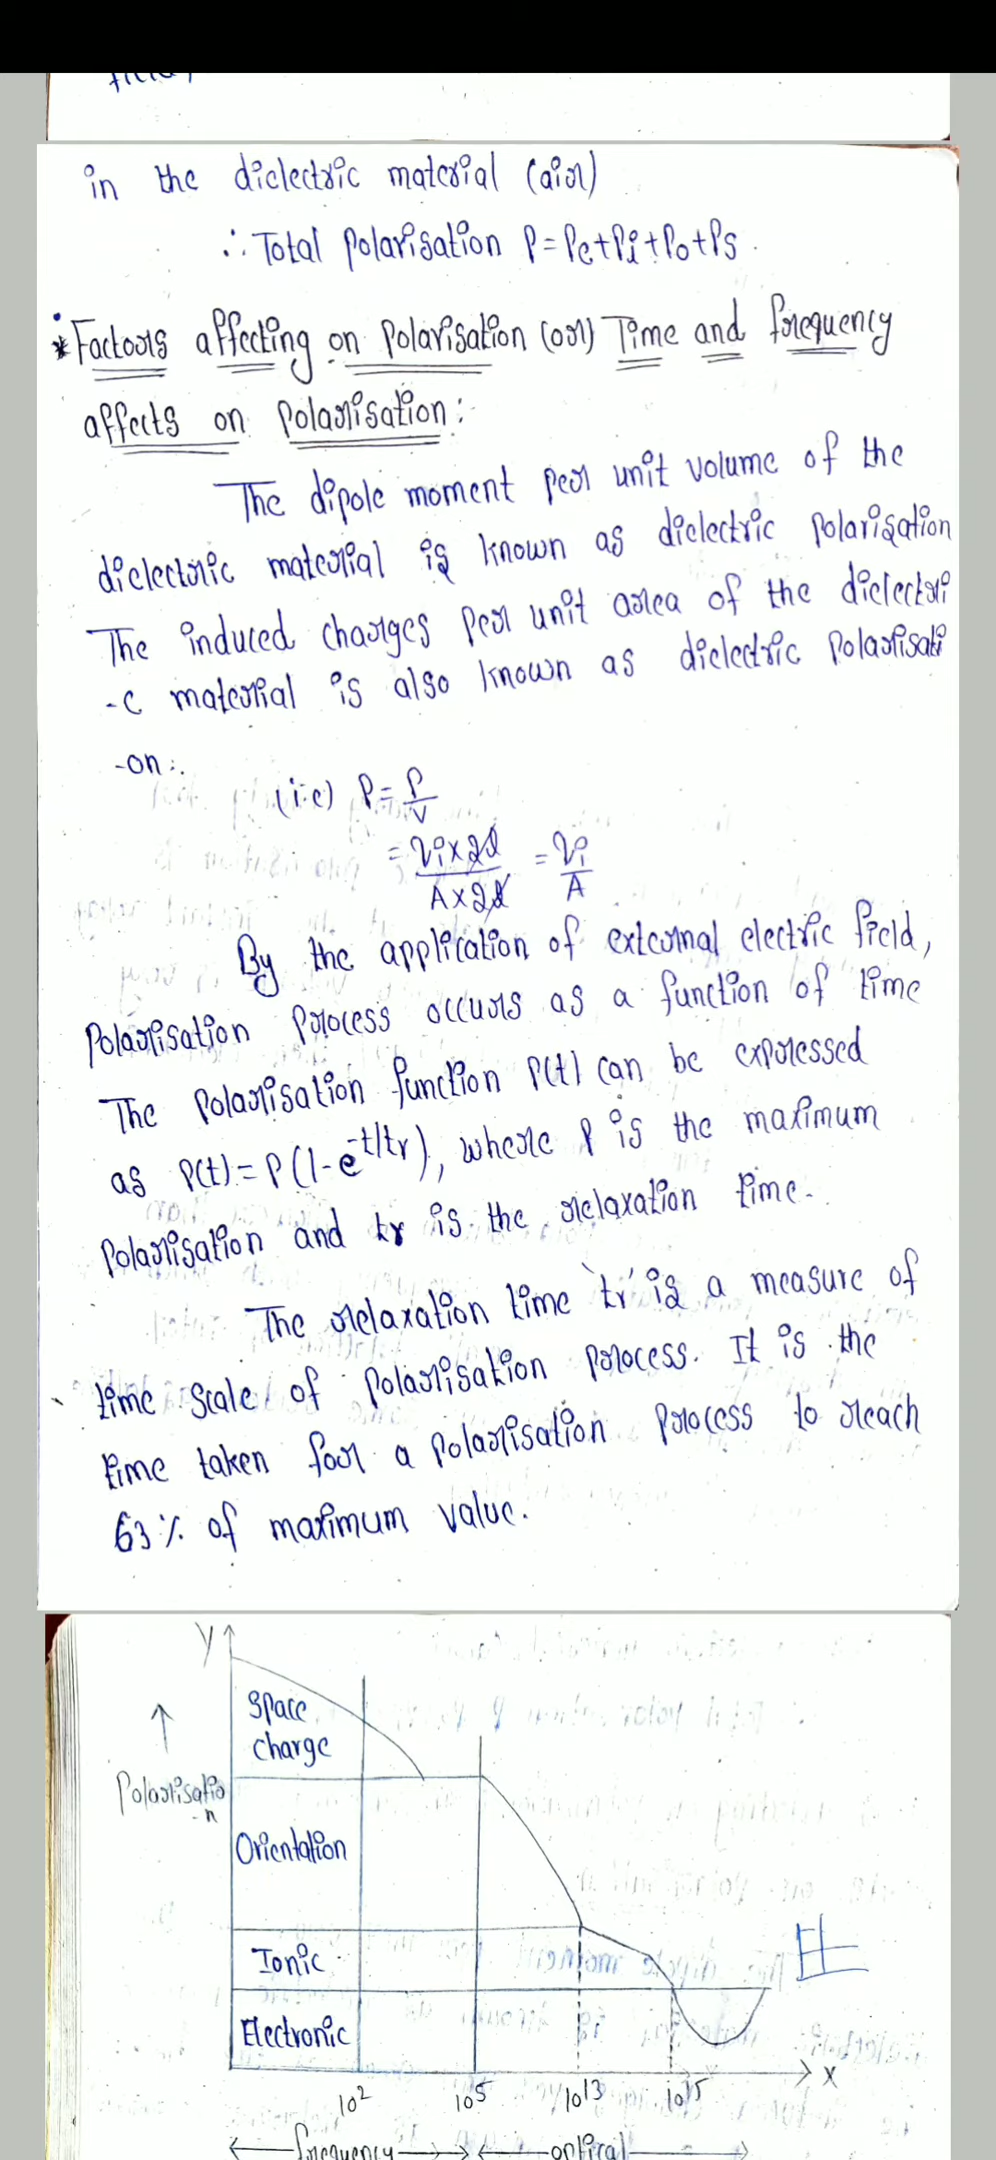 in the dielectric material (air)
∴ Total polarisation P=Pe+Pi+Po+Ps.
* Factors affecting on polarisation (or) Time and frequency
affects on polarisation:
The dipole moment per unit volume of the
dielectric material is known as dielectric polarisation
The induced charges per unit area of the dielectri
-c material is also known as dielectric polarisati
-on:.
(i.e) P = P/V
= qi×2d / A×2d = qi/A
By the application of external electric field,
polarisation process occurs as a function of time
The polarisation function P(t) can be expressed
as P(t) = P(1-e^-t/tr), where P is the maximum
polarisation and tr is the relaxation time.
The relaxation time 'tr' is a measure of
time scale of polarisation process. It is the
time taken for a polarisation process to reach
63% of maximum value.
Y
Space
charge
Polarisatio
-n
Orientation
Ionic
Electronic
X
10^2 10^5 10^13 10^15
frequency optical